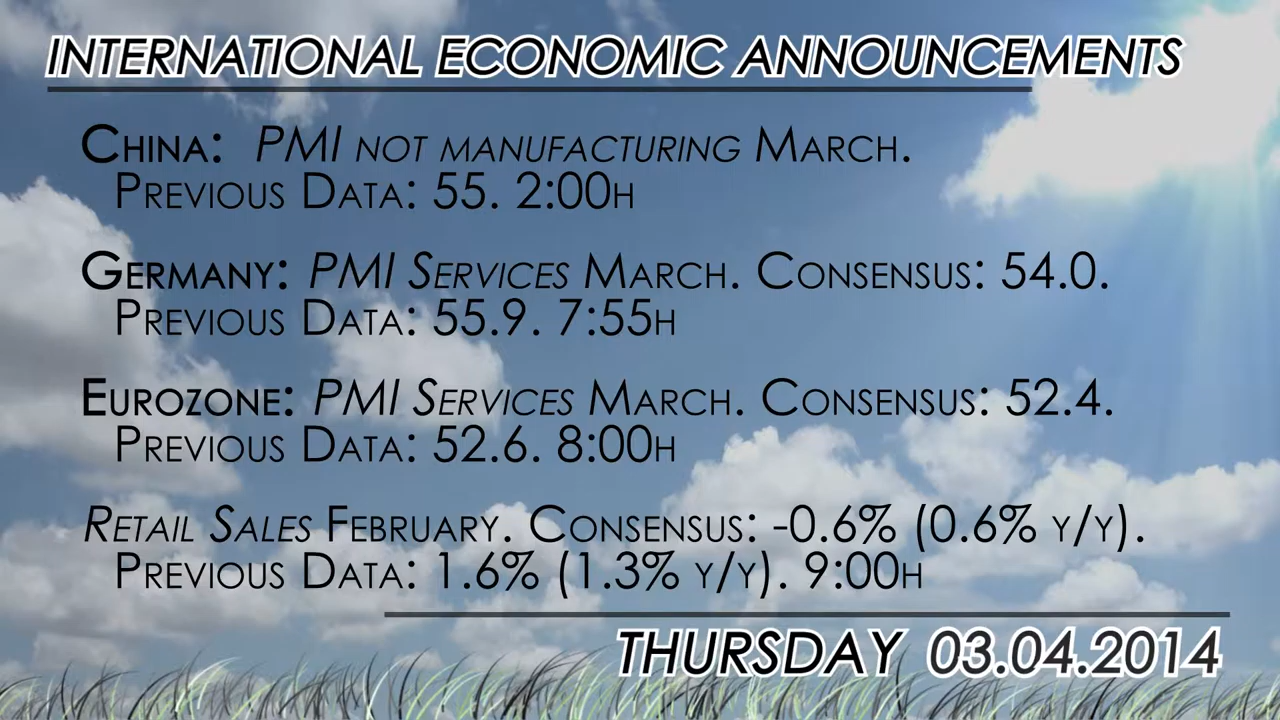 INTERNATIONAL ECONOMIC ANNOUNCEMENTS
China: PMI not manufacturing March.
Previous Data: 55. 2:00h
Germany: PMI Services March. Consensus: 54.0.
Previous Data: 55.9. 7:55h
Eurozone: PMI Services March. Consensus: 52.4.
Previous Data: 52.6. 8:00h
Retail Sales February. Consensus: -0.6% (0.6% y/y).
Previous Data: 1.6% (1.3% y/y). 9:00h
THURSDAY 03.04.2014